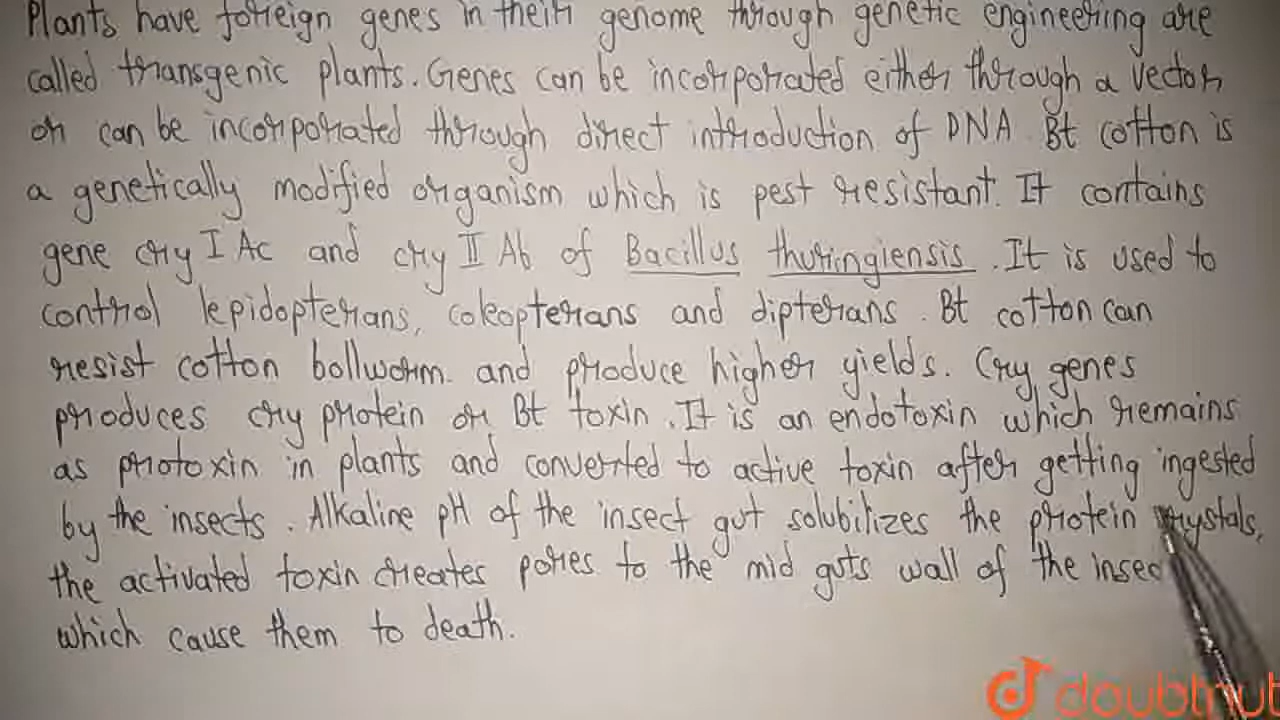 Plants have foreign genes in their genome through genetic engineering are
called transgenic plants. Genes can be incorporated either through a vector
or can be incorporated through direct introduction of DNA. Bt cotton is
a genetically modified organism which is pest resistant. It contains
gene cry I Ac and cry II Ab of Bacillus thuringiensis. It is used to
control lepidopterans, coleopterans and dipterans. Bt cotton can
resist cotton bollworm. and produce higher yields. Cry genes
produces cry protein or Bt toxin. It is an endotoxin which remains
as protoxin in plants and converted to active toxin after getting ingested
by the insects. Alkaline pH of the insect gut solubilizes the protein crystals,
the activated toxin creates pores to the mid guts wall of the insec
which cause them to death.
doubtnut